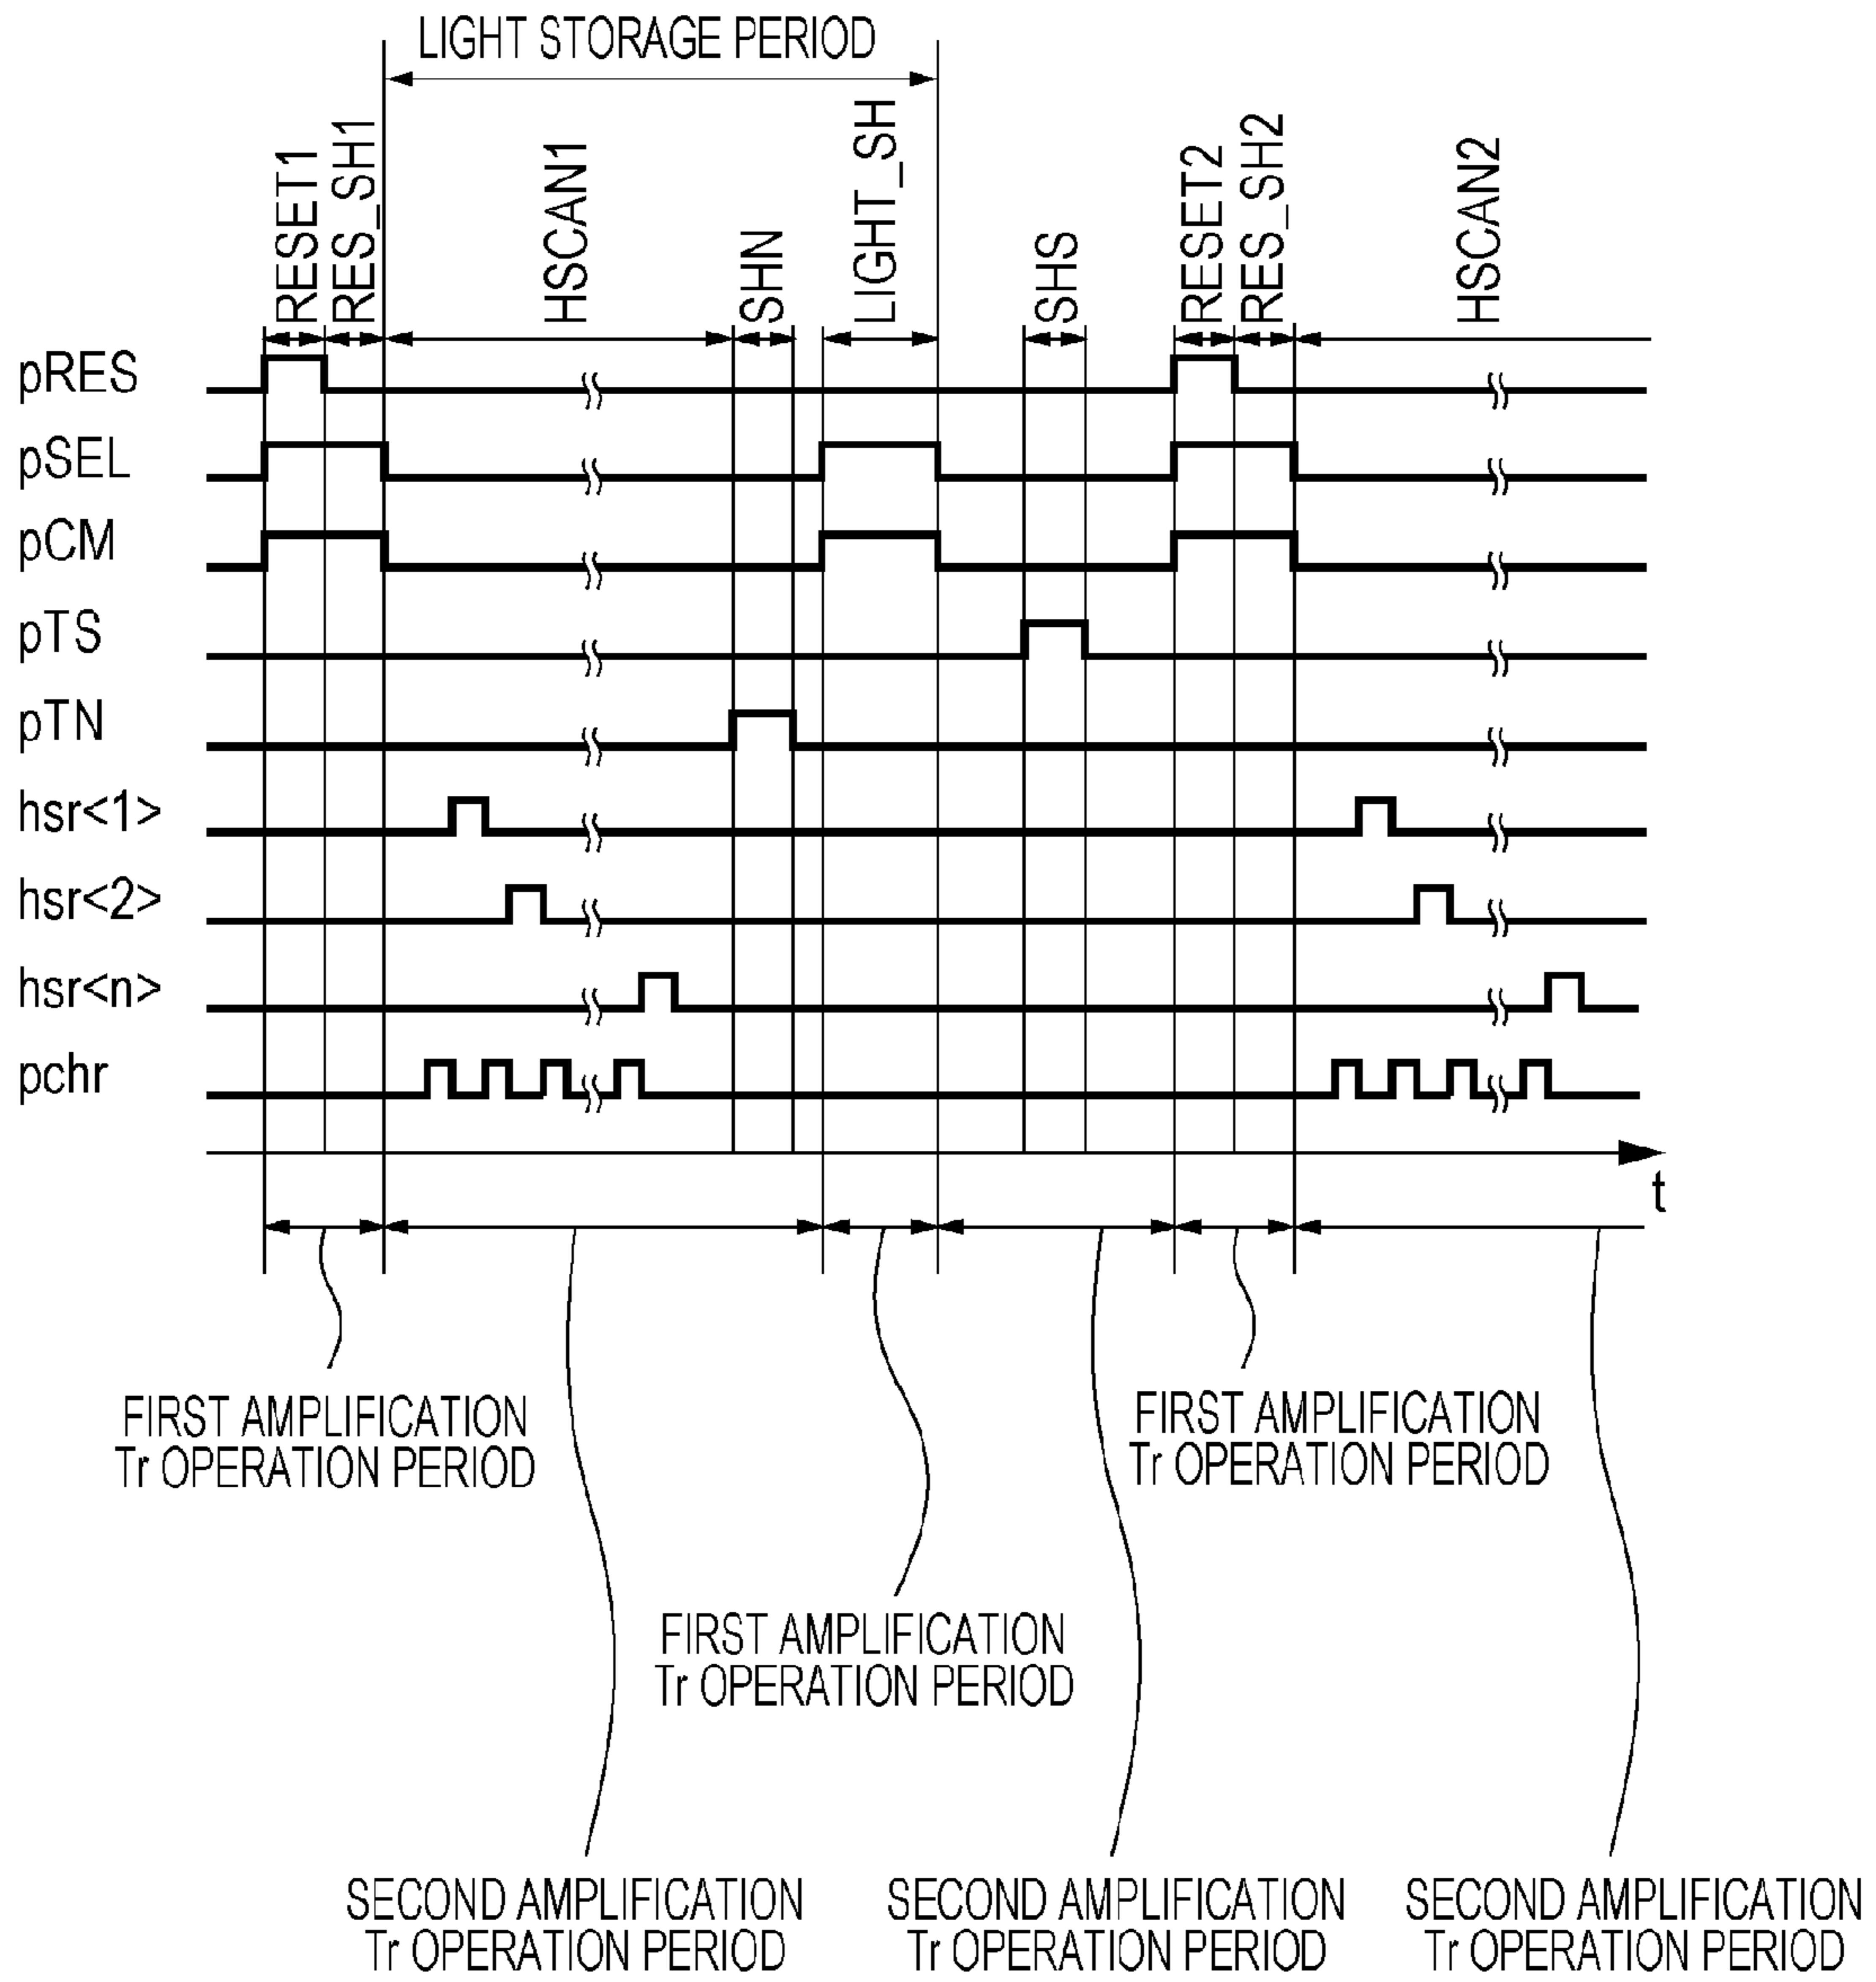 LIGHT STORAGE PERIOD
RESET1
RES_SH1
HSCAN1
SHN
LIGHT_SH
SHS
RESET2
RES_SH2
HSCAN2
pRES
pSEL
pCM
pTS
pTN
hsr<1>
hsr<2>
hsr<n>
pchr
t
FIRST AMPLIFICATION
Tr OPERATION PERIOD
FIRST AMPLIFICATION
Tr OPERATION PERIOD
FIRST AMPLIFICATION
Tr OPERATION PERIOD
SECOND AMPLIFICATION
Tr OPERATION PERIOD
SECOND AMPLIFICATION
Tr OPERATION PERIOD
SECOND AMPLIFICATION
Tr OPERATION PERIOD